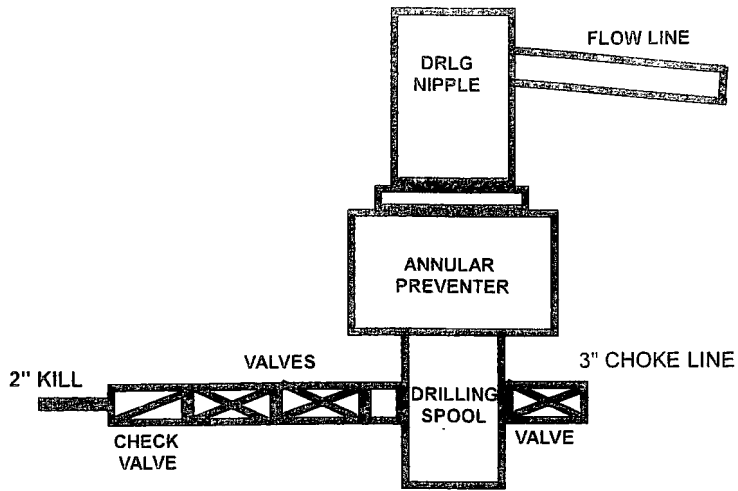 DRLG
NIPPLE
FLOW LINE
ANNULAR
PREVENTER
2" KILL
VALVES
3" CHOKE LINE
DRILLING
SPOOL
CHECK
VALVE
VALVE